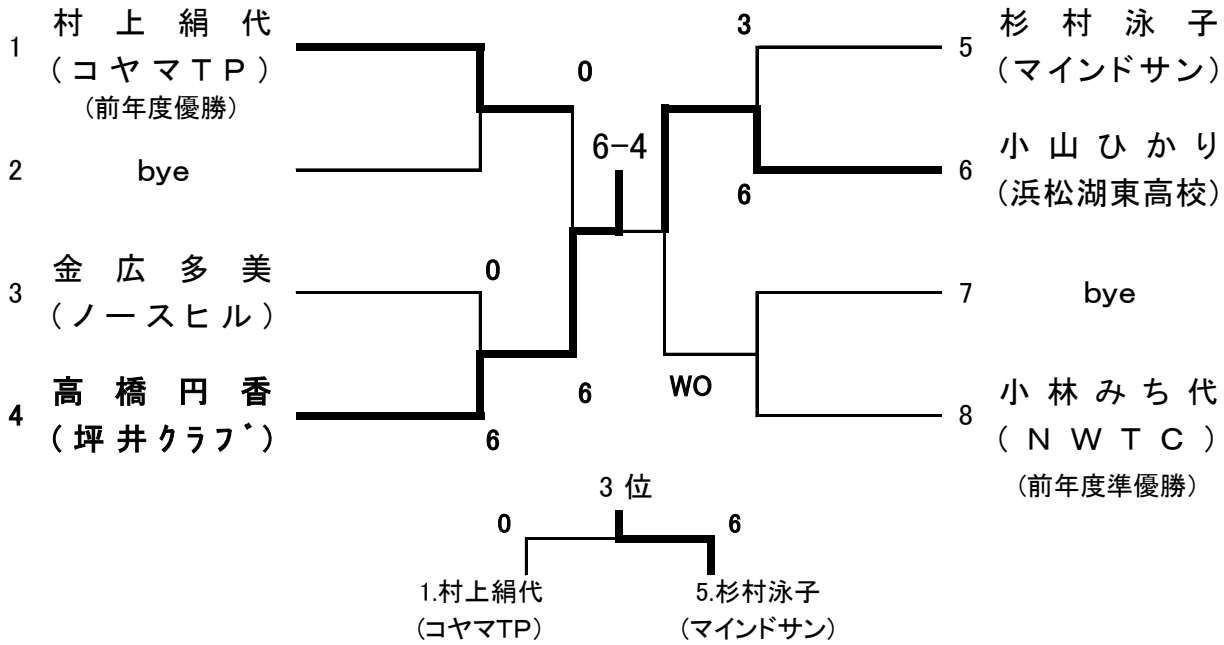 1
村上絹代
(コヤマTP)
(前年度優勝)
2
bye
3
金広多美
(ノースヒル)
4
高橋円香
(坪井クラブ)
0
0
6
6
6-4
3
6
WO
5
杉村泳子
(マインドサン)
6
小山ひかり
(浜松湖東高校)
7
bye
8
小林みち代
(NWTC)
(前年度準優勝)
3 位
0
6
1.村上絹代
(コヤマTP)
5.杉村泳子
(マインドサン)